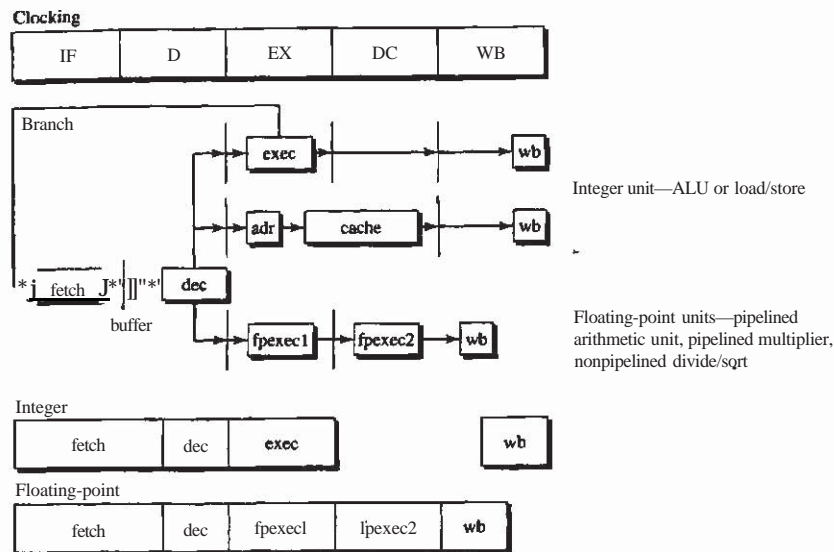 Clocking
IF D EX DC WB
Branch
exec wb
Integer unit—ALU or load/store
adr cache wb
*j fetch J*'j]]"*' dec
buffer
fpexec1 fpexec2 wb
Floating-point units—pipelined
arithmetic unit, pipelined multiplier,
nonpipelined divide/sqrt
Integer
fetch dec exec wb
Floating-point
fetch dec fpexecl l'pexec2 wb